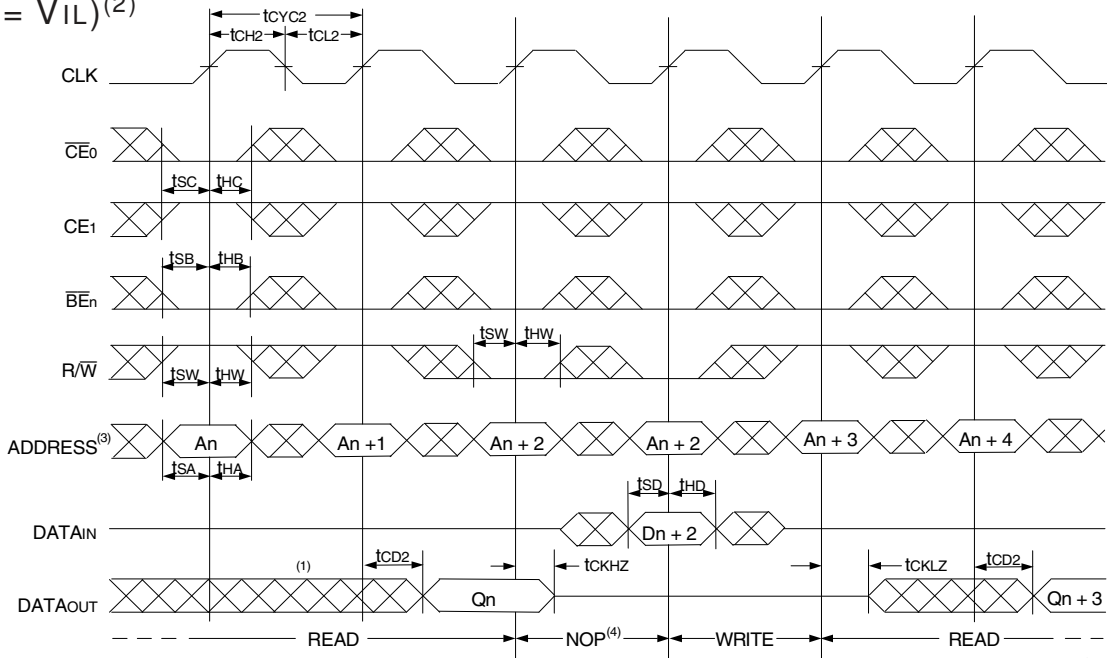 = VIL)(2)
tCYC2
tCH2 tCL2
CLK
CE0
tSC tHC
CE1
tSB tHB
BEn
tSW tHW
R/W
tSW tHW
ADDRESS(3) An An +1 An + 2 An + 2 An + 3 An + 4
tSA tHA
tSD tHD
DATAIN Dn + 2
tCD2 tCKHZ tCKLZ tCD2
(1)
DATAOUT Qn Qn + 3
READ NOP(4) WRITE READ